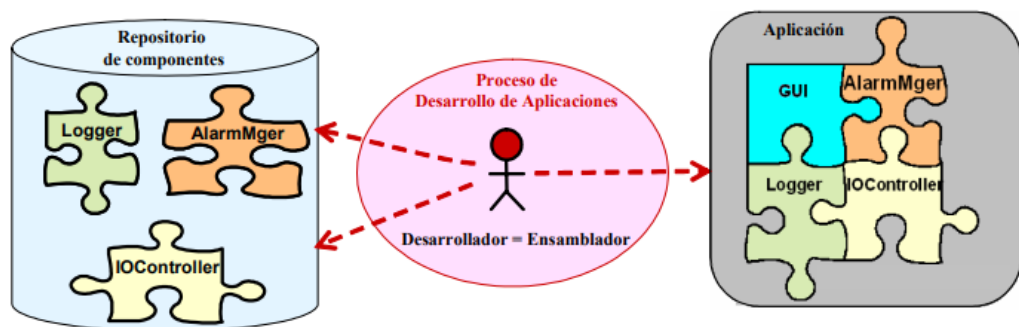 Repositorio
de componentes
Logger
AlarmMger
IOController
Proceso de
Desarrollo de Aplicaciones
Desarrollador = Ensamblador
Aplicación
GUI
AlarmMger
Logger
IOController